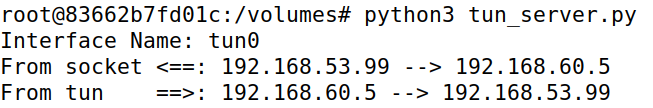 root@83662b7fd01c:/volumes# python3 tun_server.py
Interface Name: tun0
From socket <==: 192.168.53.99 --> 192.168.60.5
From tun    ==>: 192.168.60.5 --> 192.168.53.99